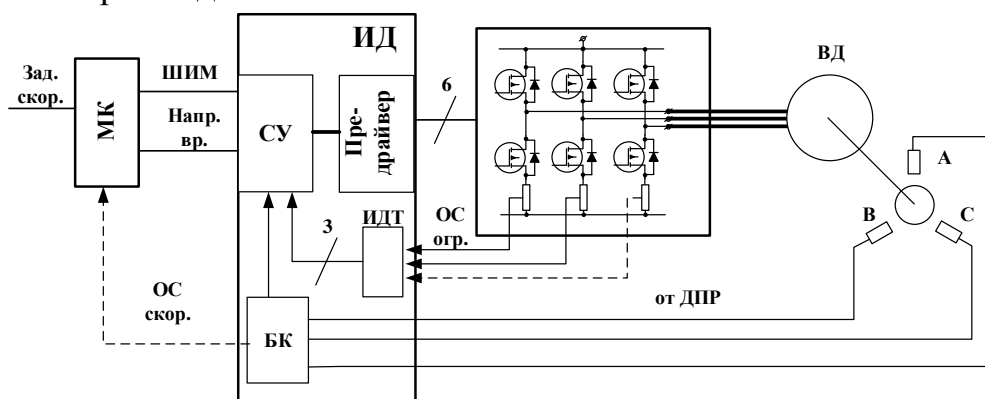 Зад.
скор.
МК
ШИМ
Напр.
вр.
ИД
СУ
Пре-
драйвер
6
ВД
А
В
С
ИДТ
3
ОС
огр.
ОС
скор.
БК
от ДПР